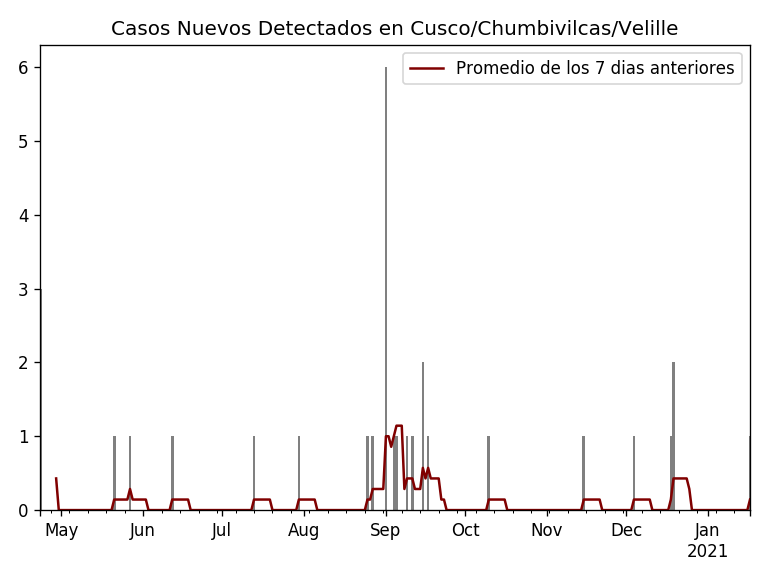 Casos Nuevos Detectados en Cusco/Chumbivilcas/Velille
Promedio de los 7 dias anteriores
6
5
4
3
2
1
0
May Jun Jul Aug Sep Oct Nov Dec Jan
2021